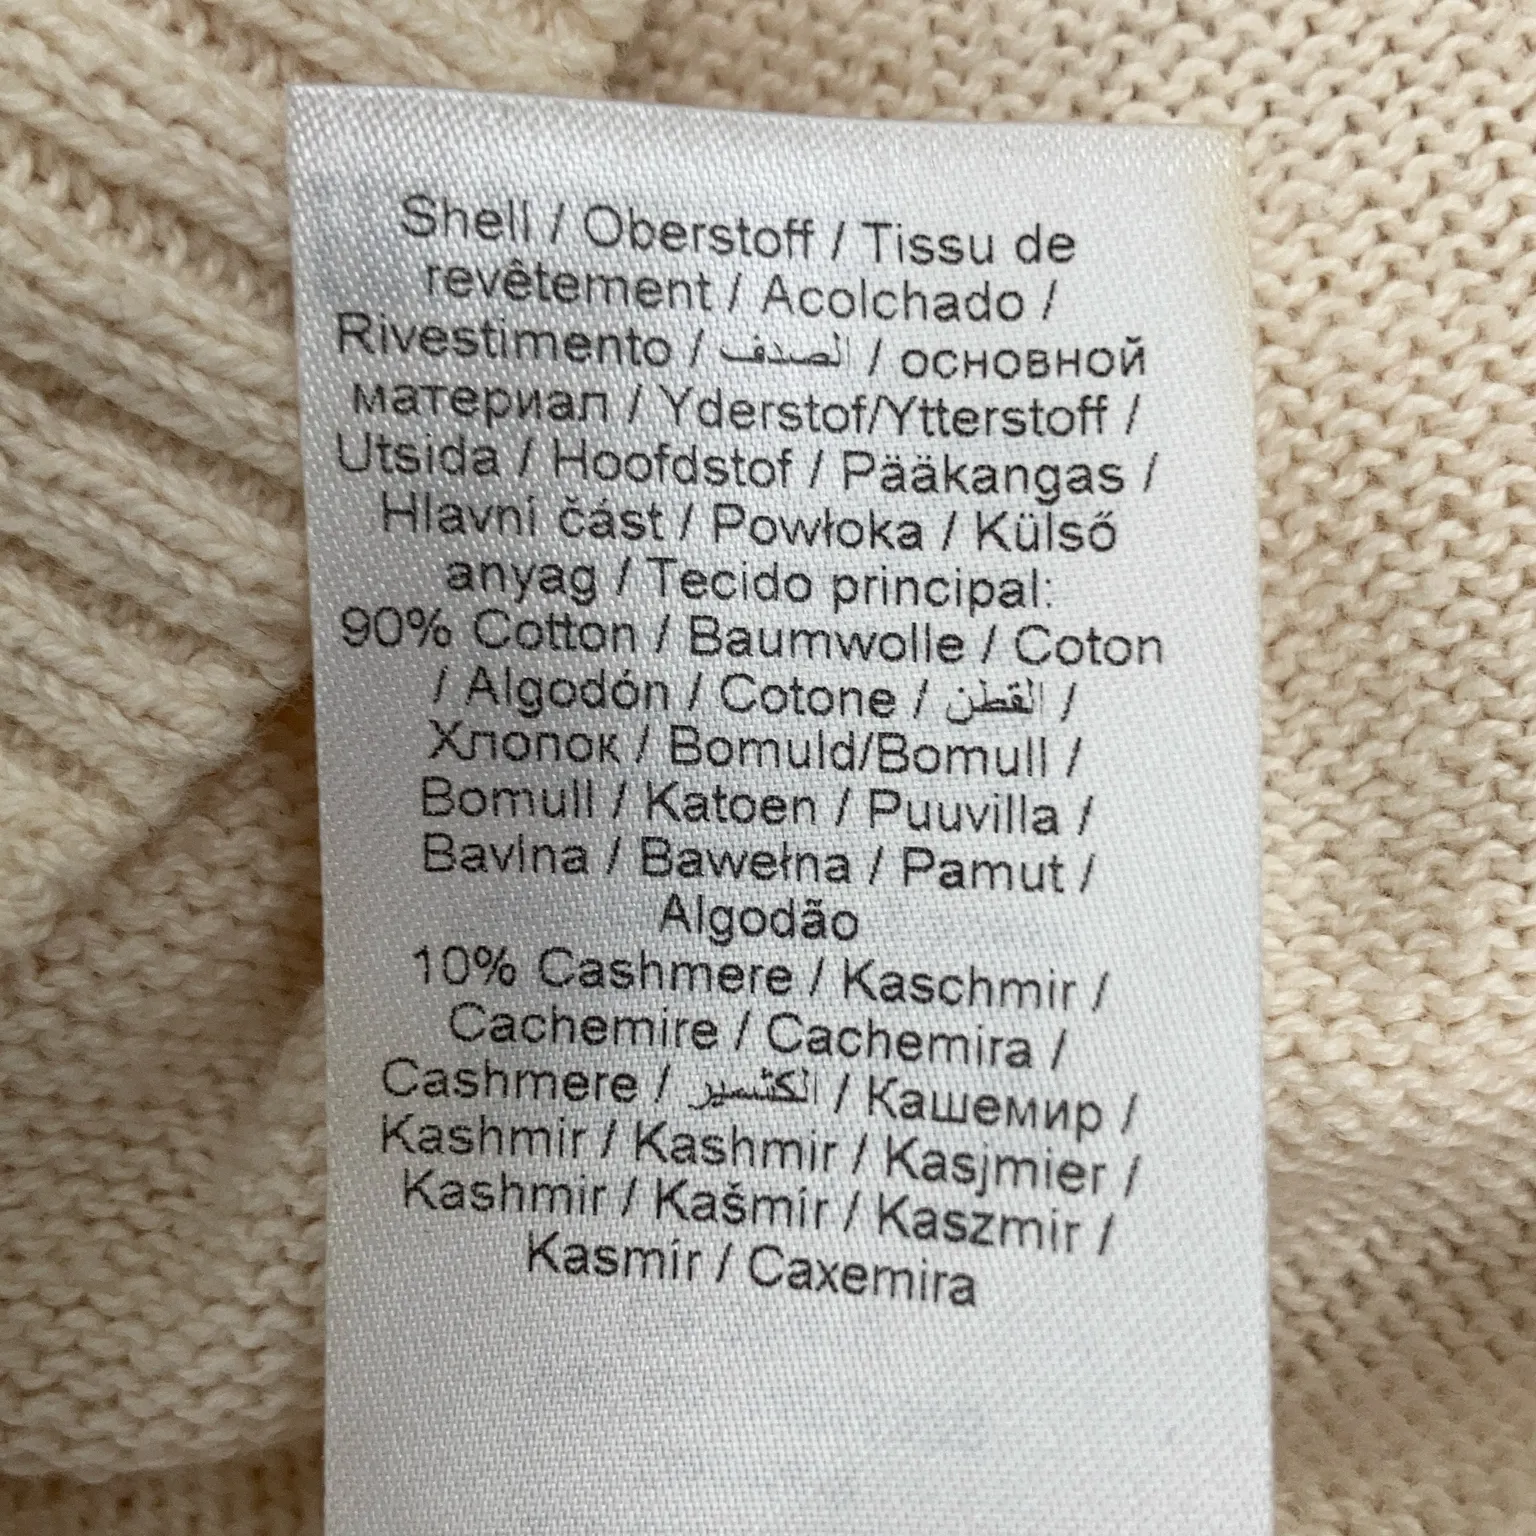 Shell / Oberstoff / Tissu de
revêtement / Acolchado /
Rivestimento / الصدف / основной
материал / Yderstof/Ytterstoff /
Utsida / Hoofdstof / Pääkangas /
Hlavní část / Powłoka / Külső
anyag / Tecido principal:
90% Cotton / Baumwolle / Coton
/ Algodón / Cotone / القطن /
Хлопок / Bomuld/Bomull /
Bomull / Katoen / Puuvilla /
Bavlna / Bawełna / Pamut /
Algodão
10% Cashmere / Kaschmir /
Cachemire / Cachemira /
Cashmere / الكشمير / Кашемир /
Kashmir / Kashmir / Kasjmier /
Kashmir / Kašmír / Kaszmir /
Kasmír / Caxemira